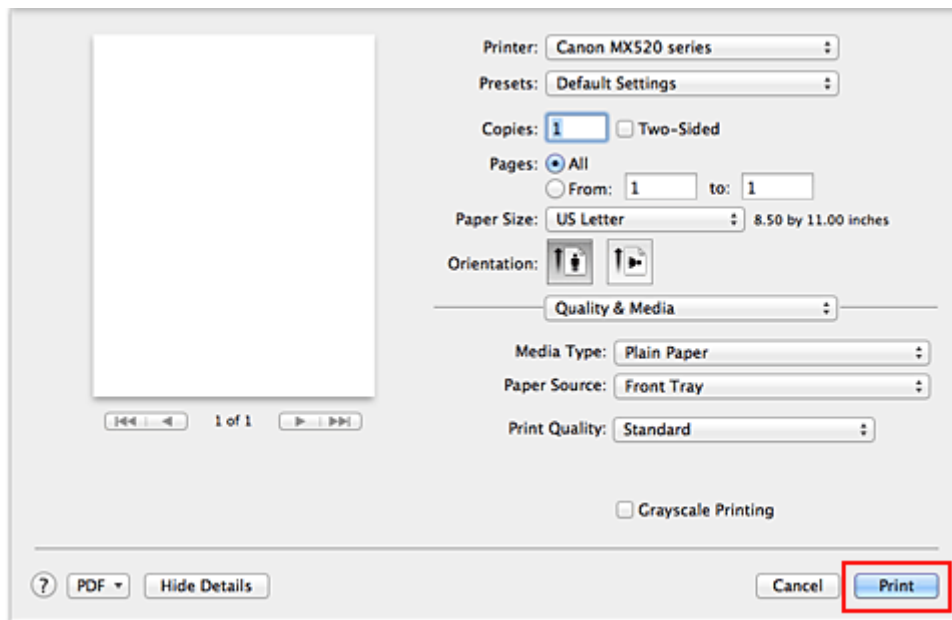 Printer: Canon MX520 series
Presets: Default Settings
Copies: 1 Two-Sided
Pages: All
From: 1 to: 1
Paper Size: US Letter 8.50 by 11.00 inches
Orientation:
Quality & Media
Media Type: Plain Paper
Paper Source: Front Tray
1 of 1
Print Quality: Standard
Grayscale Printing
? PDF Hide Details Cancel Print